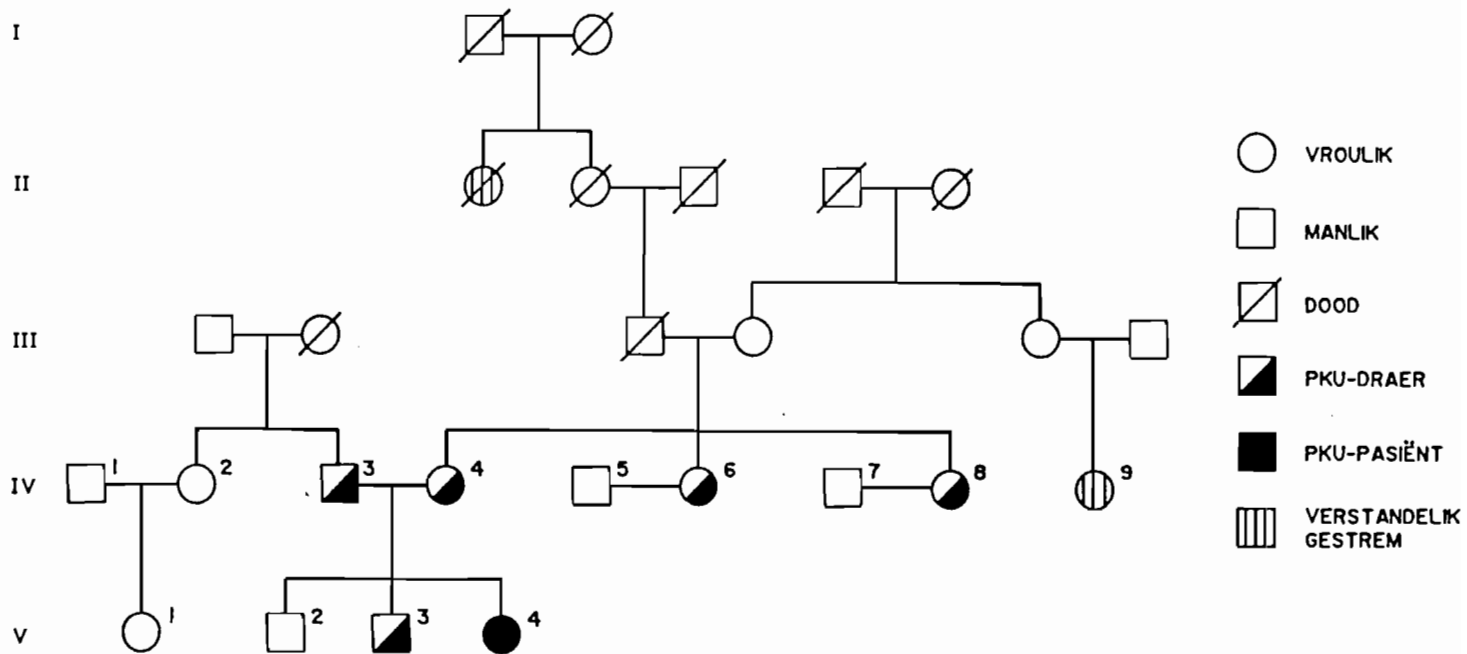 I
II
VROULIK
MANLIK
DOOD
III
PKU-DRAER
PKU-PASIËNT
VERSTANDELIK
GESTREM
IV
1 2 3 4 5 6 7 8 9
V
1 2 3 4